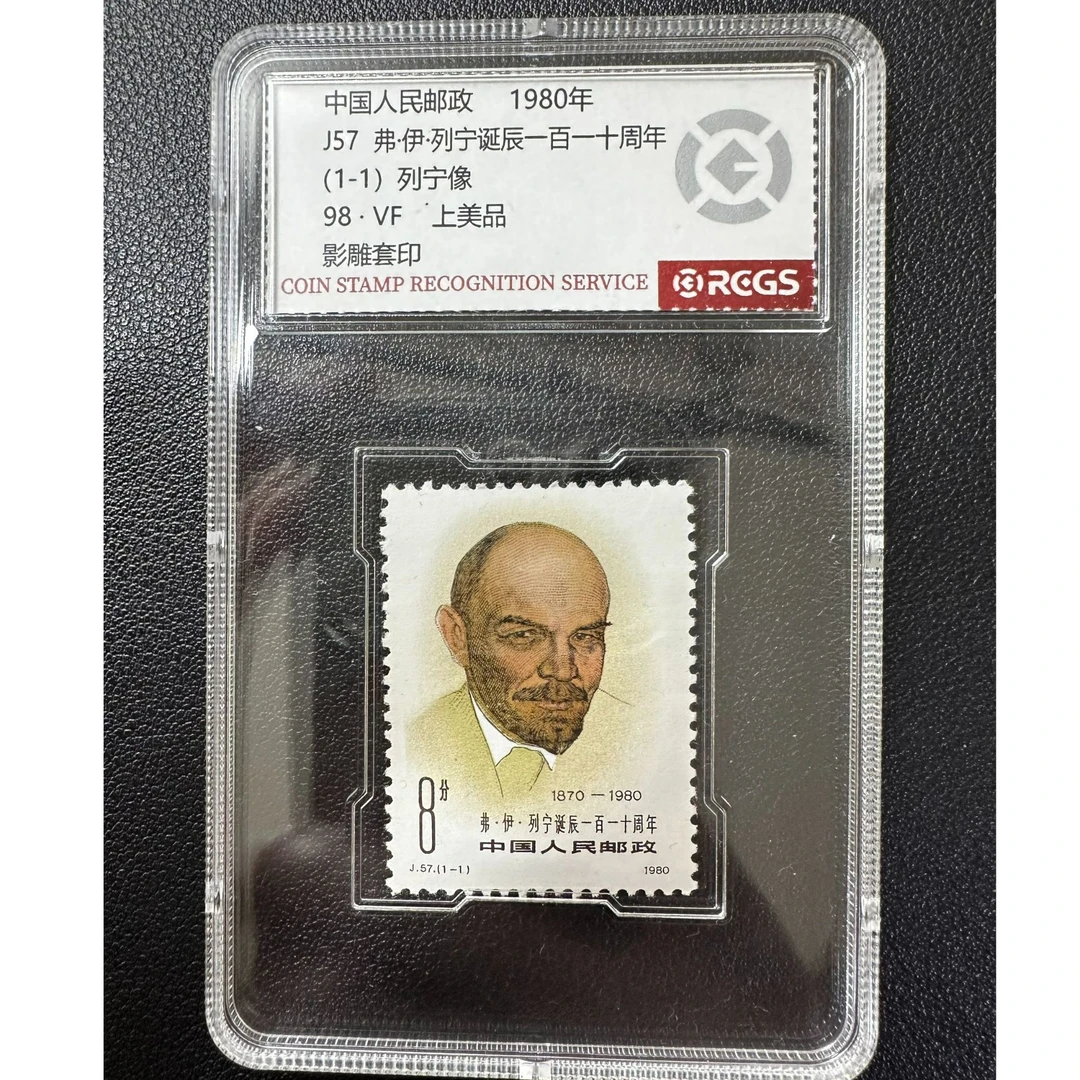 中国人民邮政 1980年
J57 弗·伊·列宁诞辰一百一十周年
(1-1) 列宁像
98 · VF 上美品
影雕套印
COIN STAMP RECOGNITION SERVICE RCGS
8分
1870 — 1980
弗·伊·列宁诞辰一百一十周年
中国人民邮政
J.57.(1-1) 1980